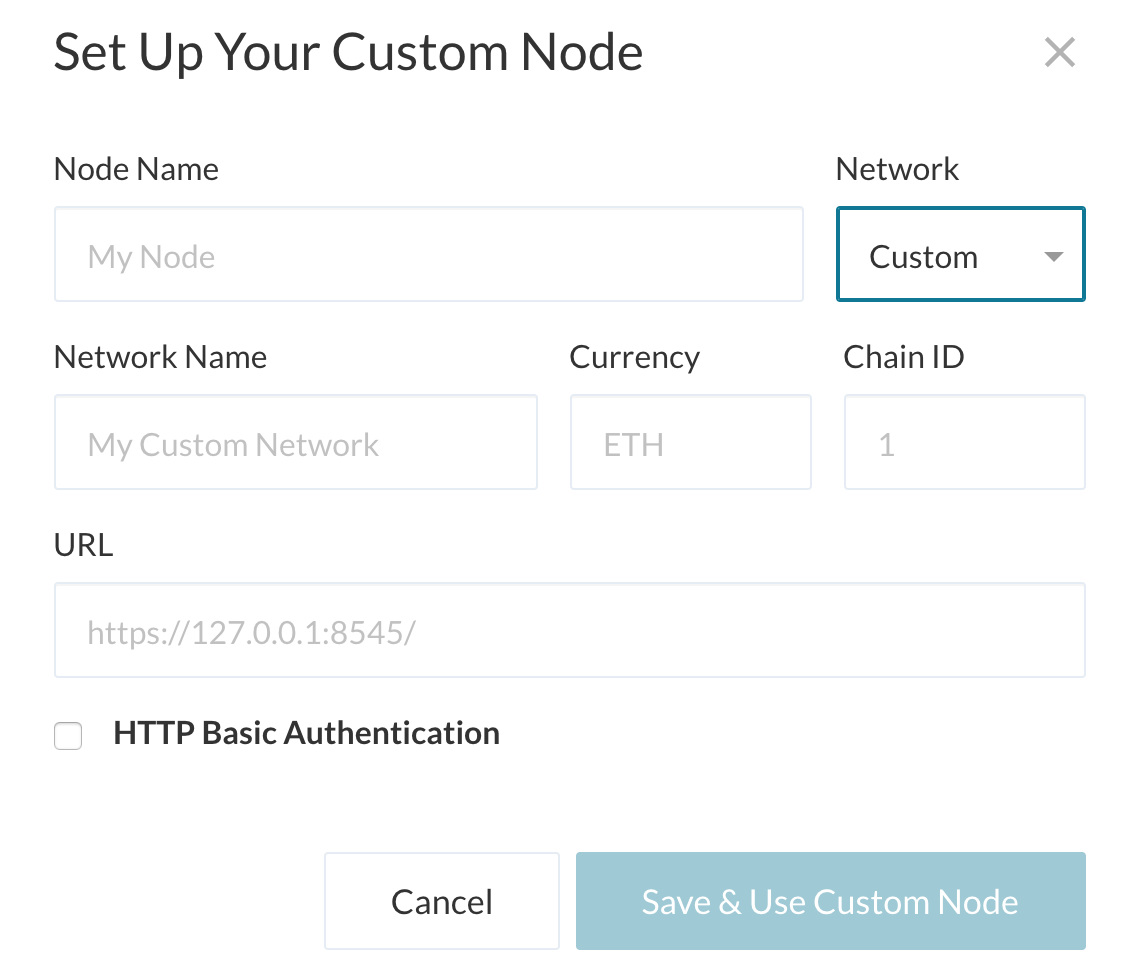 Set Up Your Custom Node
Node Name
Network
My Node
Custom
Network Name
Currency
Chain ID
My Custom Network
ETH
1
URL
https://127.0.0.1:8545/
HTTP Basic Authentication
Cancel
Save & Use Custom Node